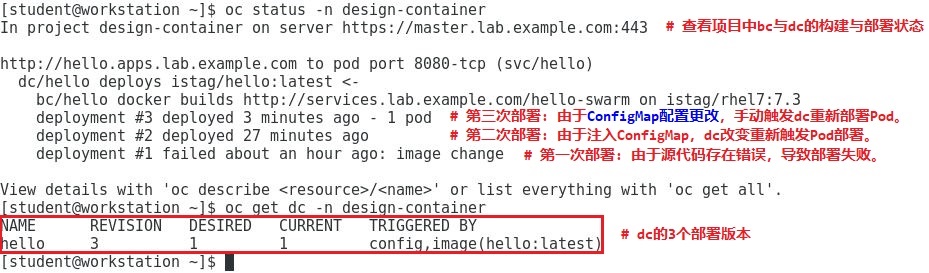 [student@workstation ~]$ oc status -n design-container
In project design-container on server https://master.lab.example.com:443 # 查看项目中bc与dc的构建与部署状态
http://hello.apps.lab.example.com to pod port 8080-tcp (svc/hello)
dc/hello deploys istag/hello:latest <-
bc/hello docker builds http://services.lab.example.com/hello-swarm on istag/rhel7:7.3
deployment #3 deployed 3 minutes ago - 1 pod # 第三次部署：由于ConfigMap配置更改，手动触发dc重新部署Pod。
deployment #2 deployed 27 minutes ago # 第二次部署：由于注入ConfigMap，dc改变重新触发Pod部署。
deployment #1 failed about an hour ago: image change # 第一次部署：由于源代码存在错误，导致部署失败。
View details with 'oc describe <resource>/<name>' or list everything with 'oc get all'.
[student@workstation ~]$ oc get dc -n design-container
NAME REVISION DESIRED CURRENT TRIGGERED BY
hello 3 1 1 config,image(hello:latest) # dc的3个部署版本
[student@workstation ~]$